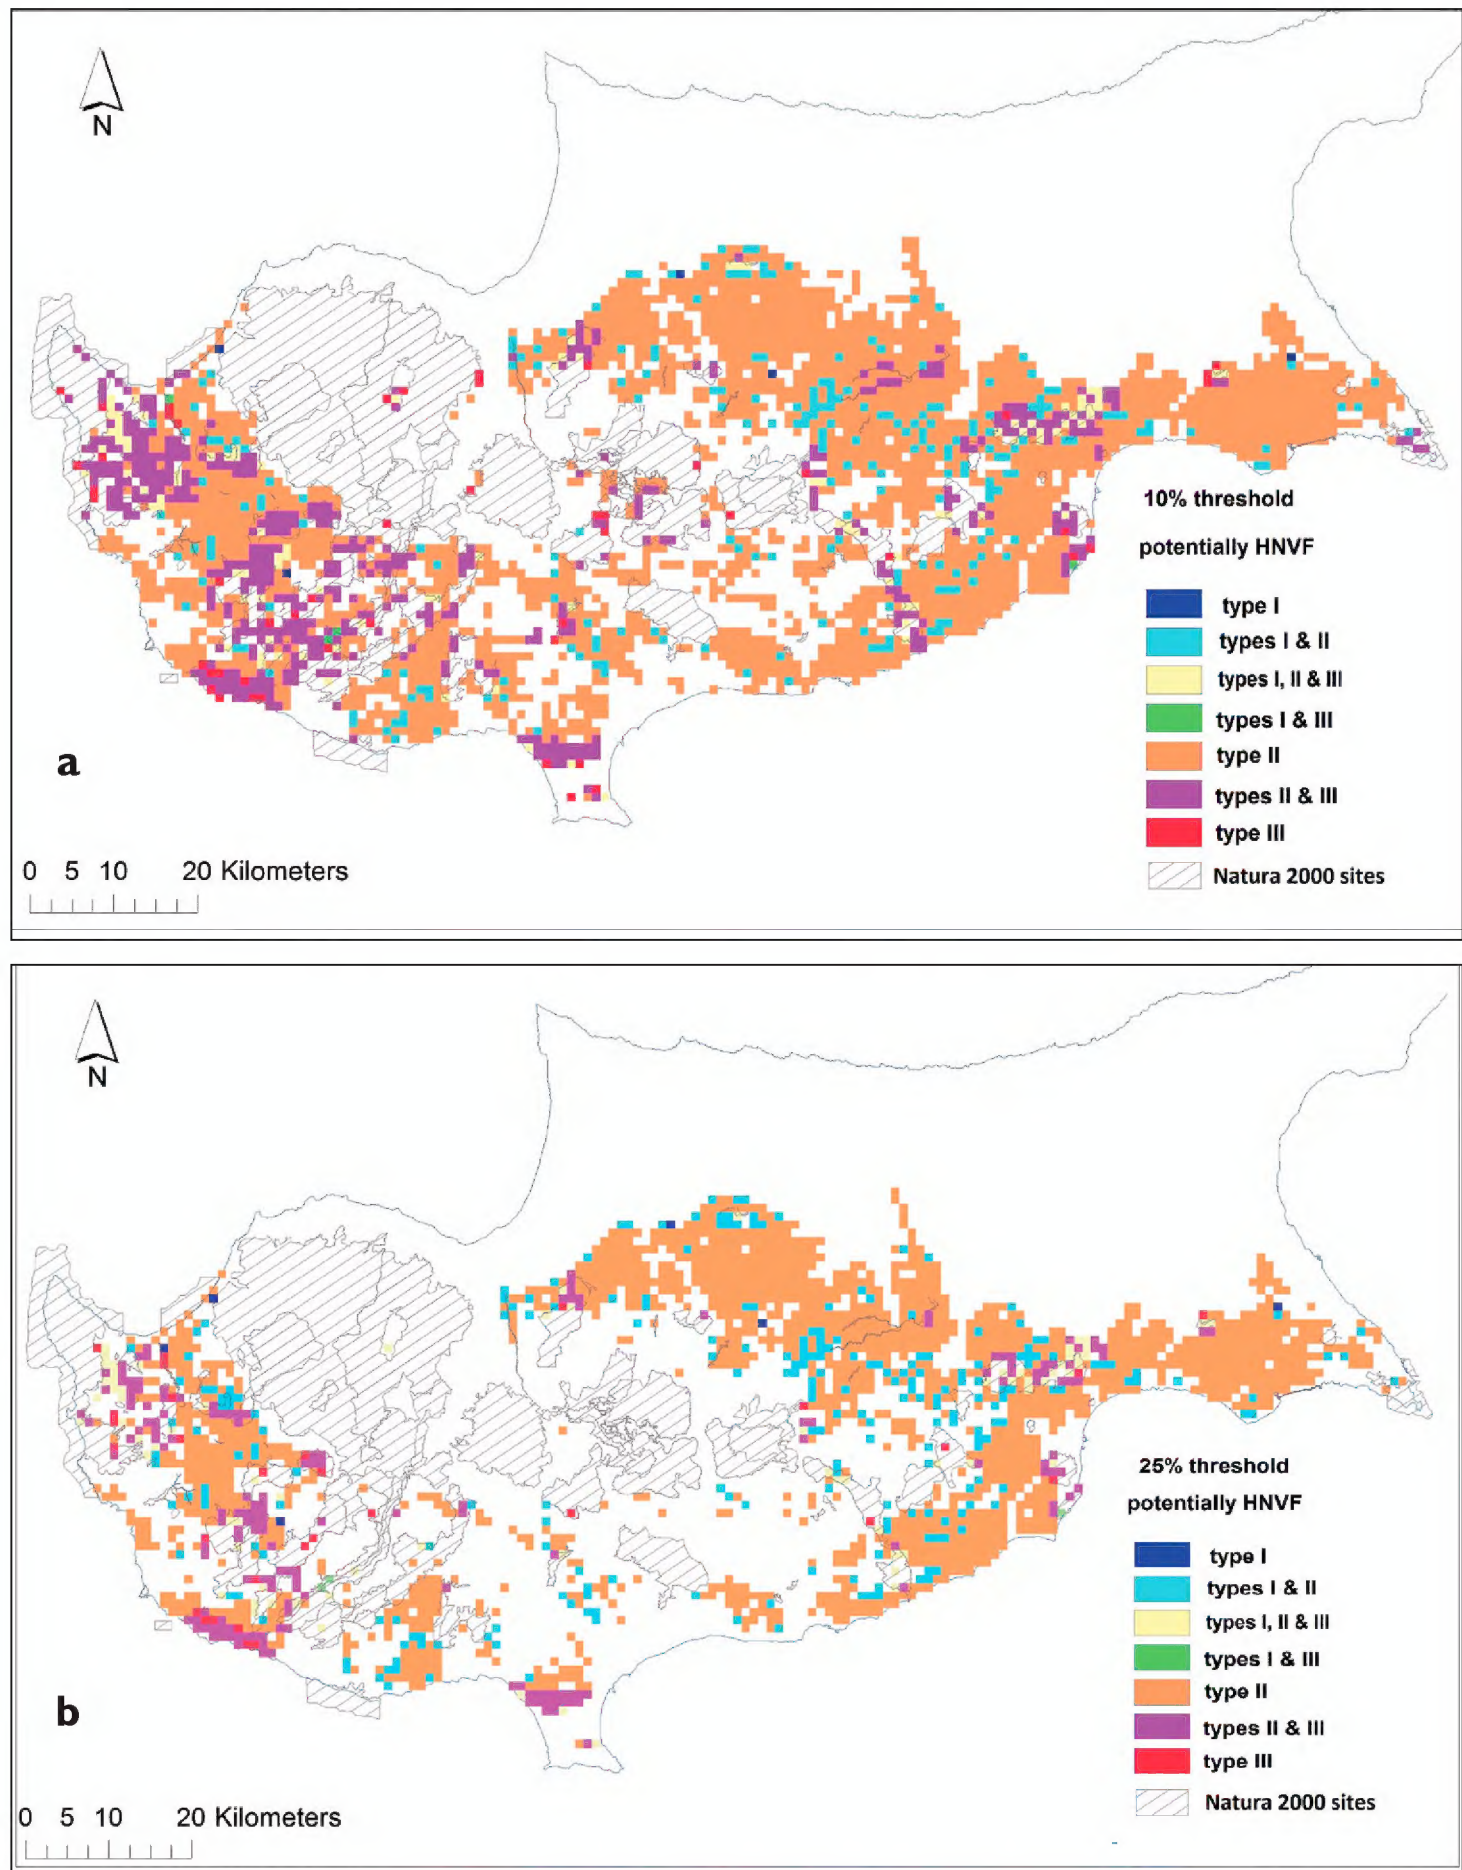 N
10% threshold
potentially HNVF
type I
types I & II
types I, II & III
types I & III
type II
types II & III
type III
Natura 2000 sites
a
0 5 10 20 Kilometers
N
25% threshold
potentially HNVF
type I
types I & II
types I, II & III
types I & III
type II
types II & III
type III
Natura 2000 sites
b
0 5 10 20 Kilometers